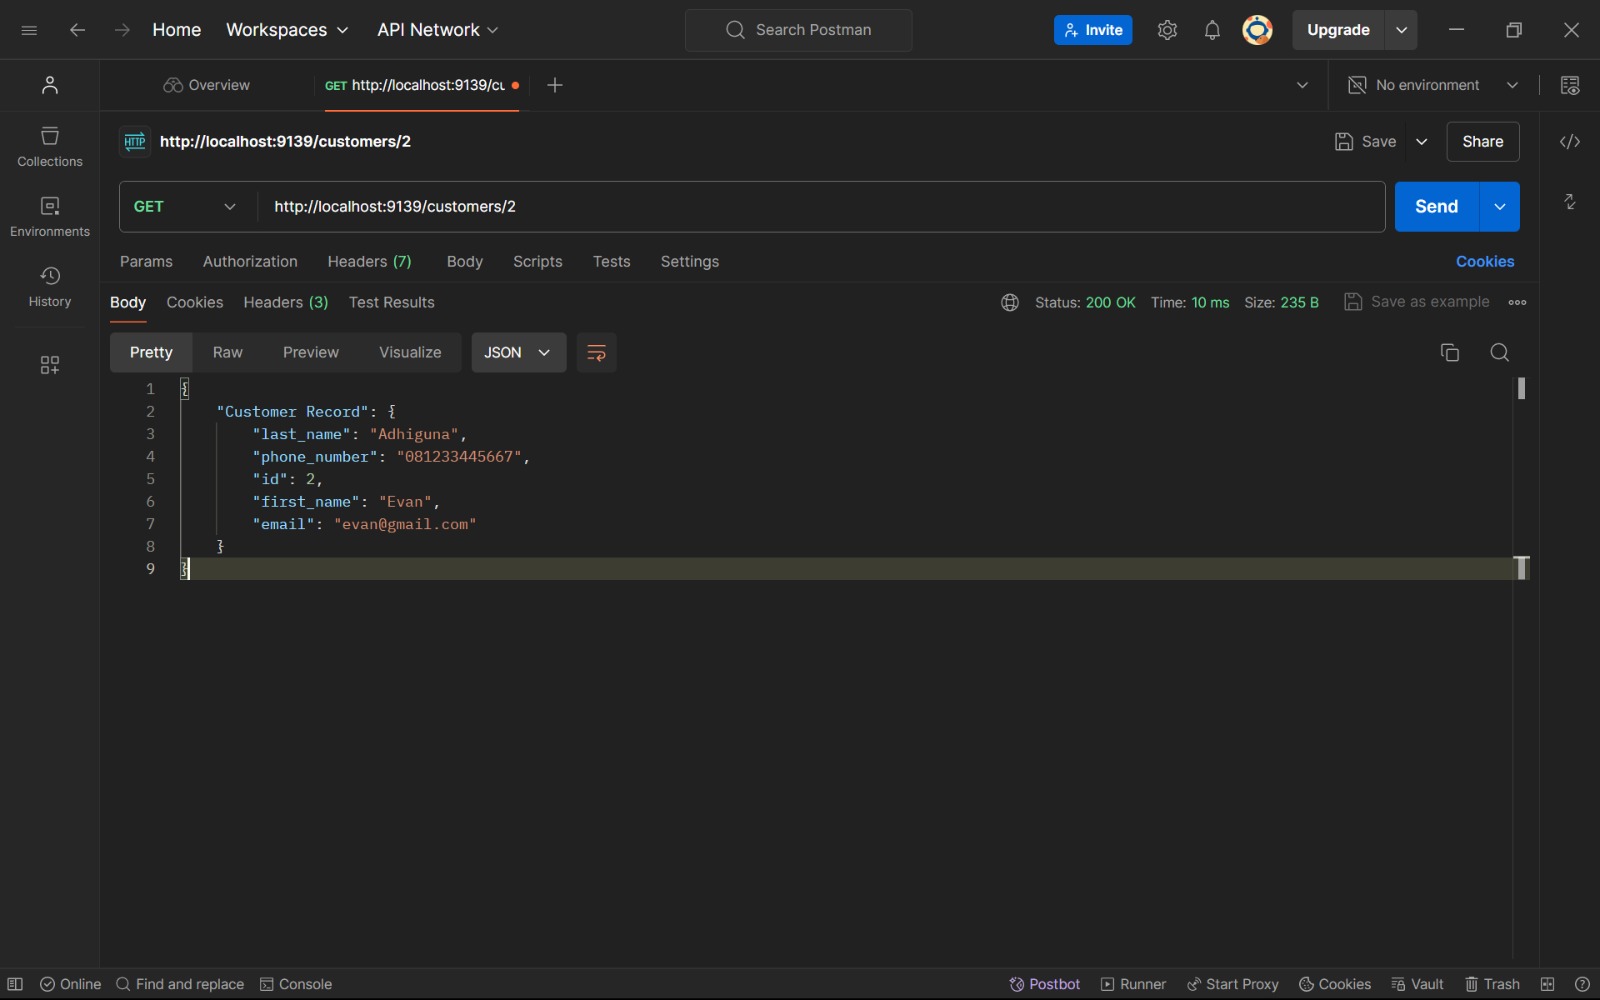 Home Workspaces API Network Search Postman Invite Upgrade
Overview GET http://localhost:9139/cu No environment
HTTP http://localhost:9139/customers/2 Save Share
GET http://localhost:9139/customers/2 Send
Params Authorization Headers (7) Body Scripts Tests Settings Cookies
Body Cookies Headers (3) Test Results Status: 200 OK Time: 10 ms Size: 235 B Save as example
Pretty Raw Preview Visualize JSON
Collections
Environments
History
1 {
2 "Customer Record": {
3 "last_name": "Adhiguna",
4 "phone_number": "081233445667",
5 "id": 2,
6 "first_name": "Evan",
7 "email": "evan@gmail.com"
8 }
9 }
Online Find and replace Console Postbot Runner Start Proxy Cookies Vault Trash